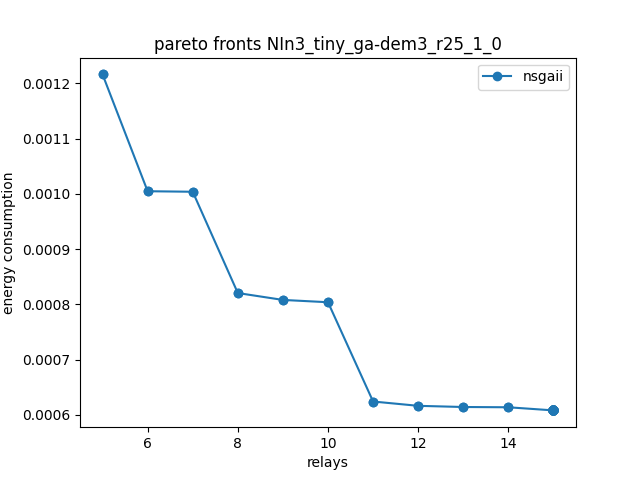 pareto fronts NIn3_tiny_ga-dem3_r25_1_0
nsgaii
energy consumption
0.0012
0.0011
0.0010
0.0009
0.0008
0.0007
0.0006
6 8 10 12 14
relays